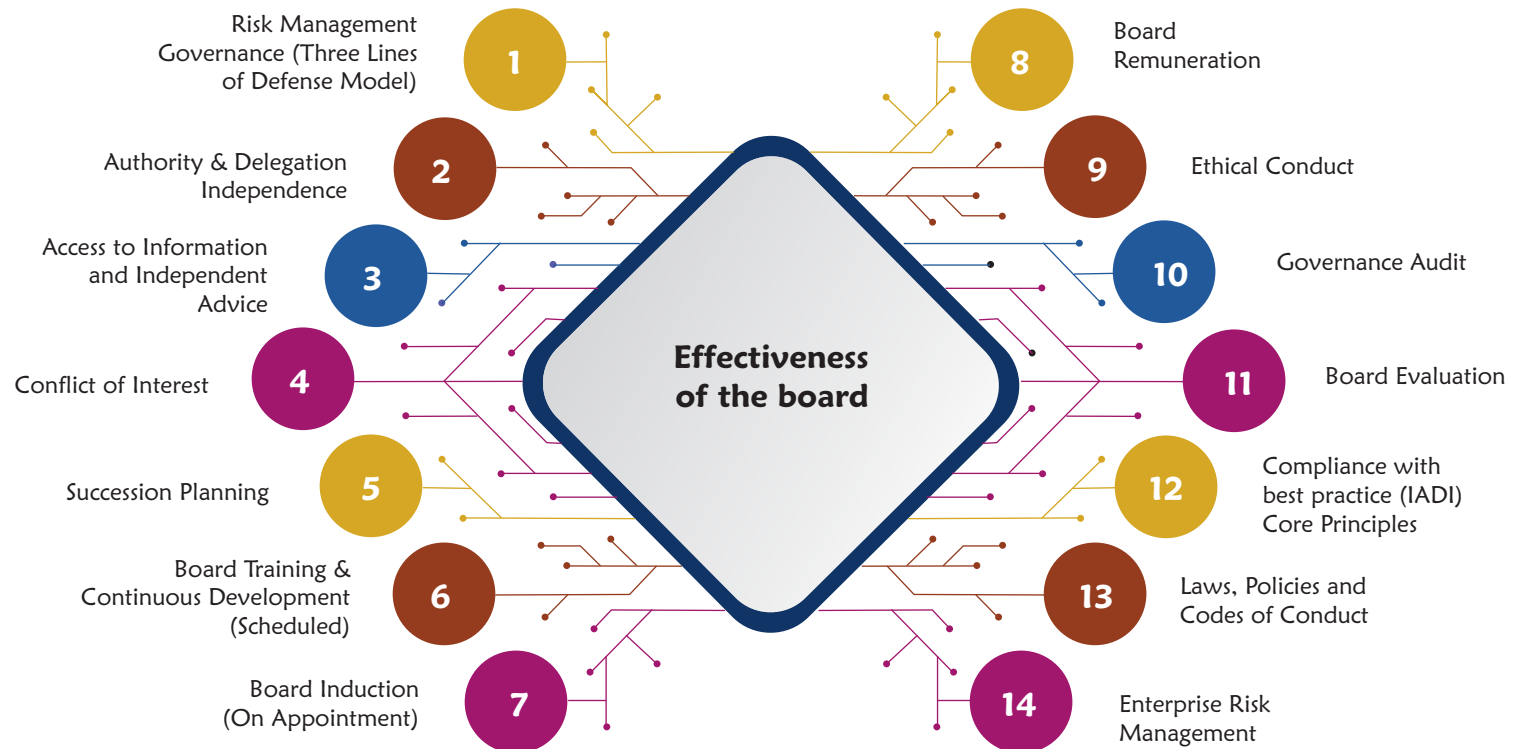 Risk Management
Governance (Three Lines
of Defense Model)
1
Authority & Delegation
Independence
2
Access to Information
and Independent
Advice
3
Conflict of Interest
4
Succession Planning
5
Board Training &
Continuous Development
(Scheduled)
6
Board Induction
(On Appointment)
7
Effectiveness
of the board
8
Board
Remuneration
9
Ethical Conduct
10
Governance Audit
11
Board Evaluation
12
Compliance with
best practice (IADI)
Core Principles
13
Laws, Policies and
Codes of Conduct
14
Enterprise Risk
Management